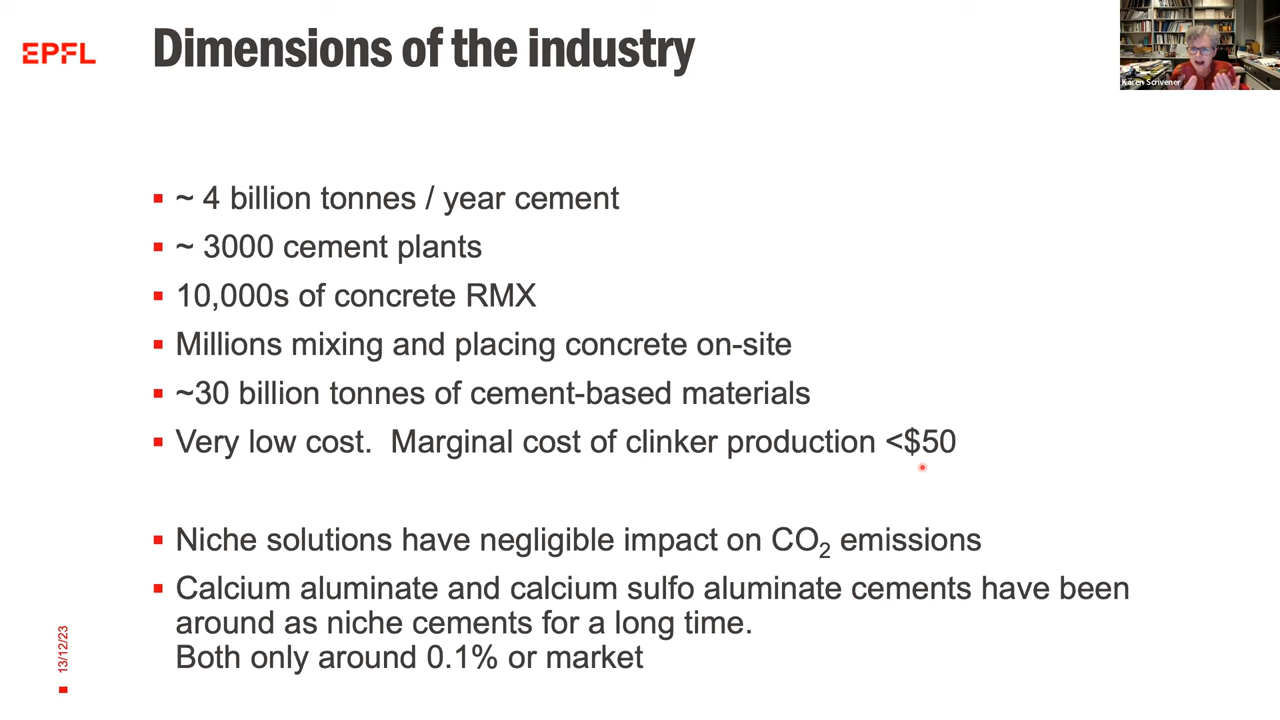 EPFL
Dimensions of the industry
Karen Scrivener
~ 4 billion tonnes / year cement
~ 3000 cement plants
10,000s of concrete RMX
Millions mixing and placing concrete on-site
~30 billion tonnes of cement-based materials
Very low cost.  Marginal cost of clinker production <$50
Niche solutions have negligible impact on CO₂ emissions
Calcium aluminate and calcium sulfo aluminate cements have been
around as niche cements for a long time.
Both only around 0.1% or market
13/12/23